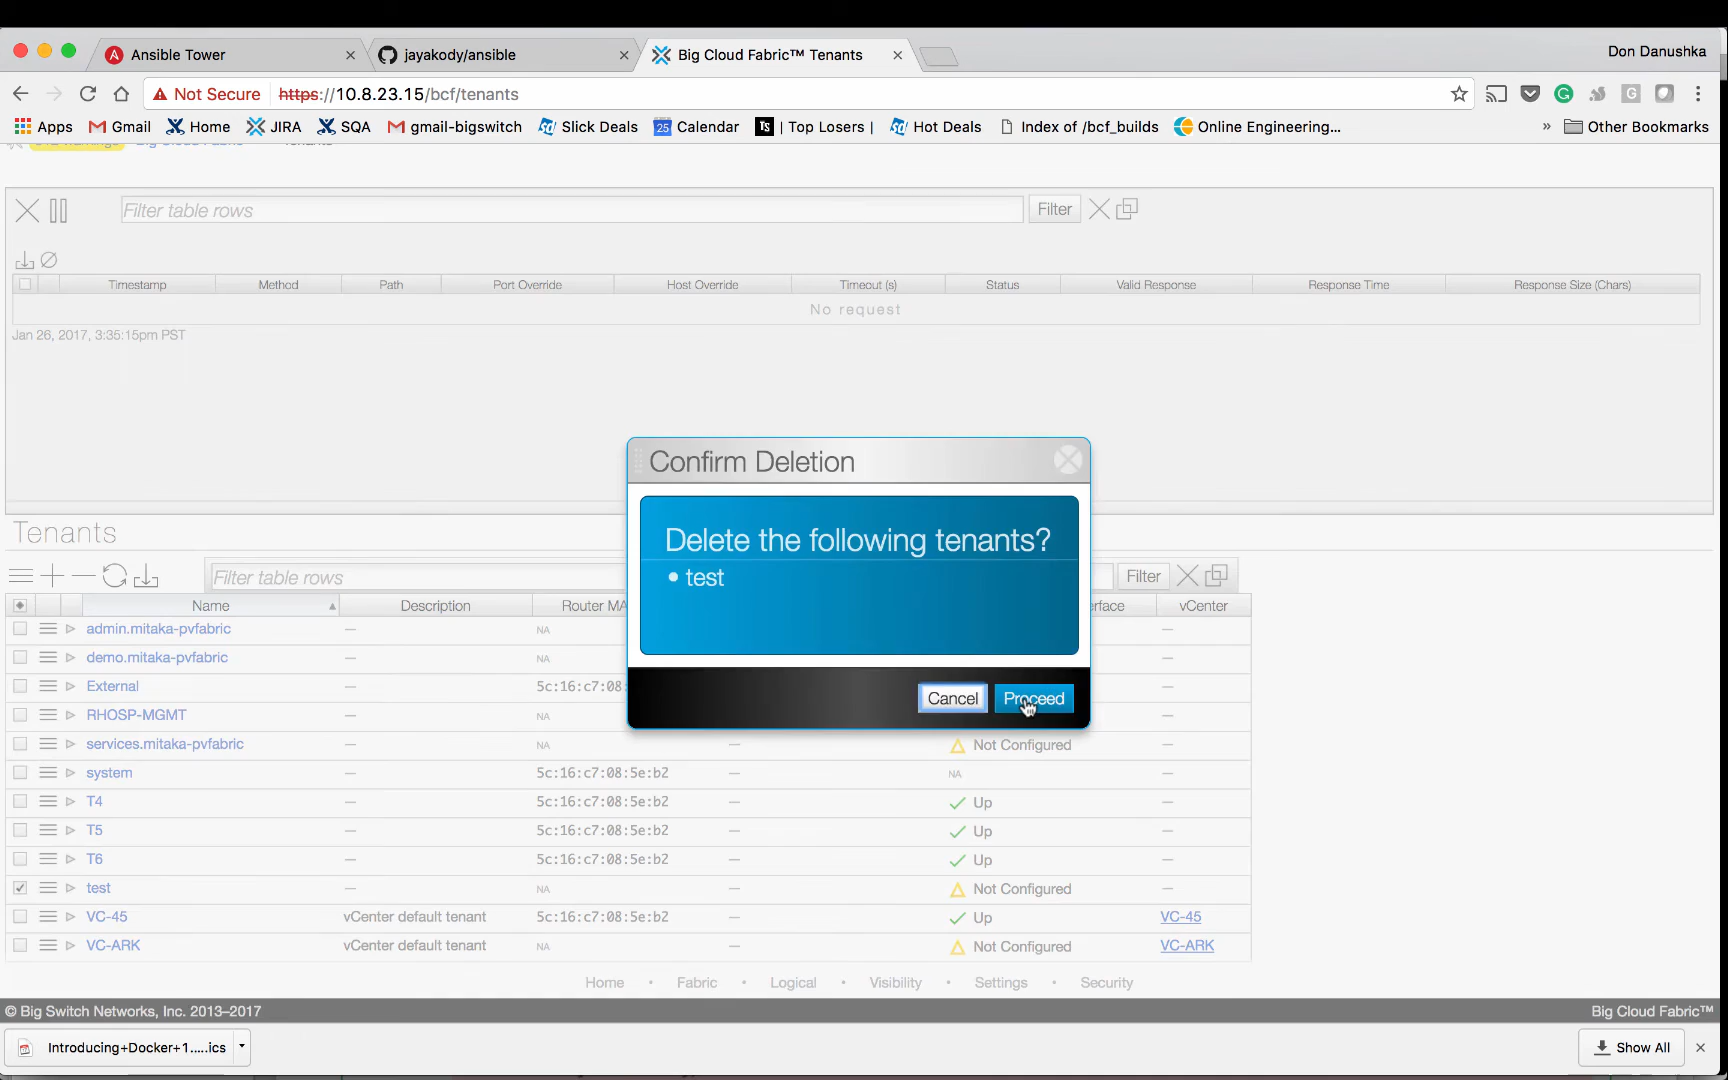 Ansible Tower
jayakody/ansible
Big Cloud Fabric™ Tenants
Don Danushka
Not Secure https://10.8.23.15/bcf/tenants
Apps Gmail Home JIRA SQA gmail-bigswitch Slick Deals 25 Calendar TS | Top Losers | Hot Deals Index of /bcf_builds Online Engineering... » Other Bookmarks
Tenants
Filter table rows Filter
Timestamp Method Path Port Override Host Override Timeout (s) Status Valid Response Response Time Response Size (Chars)
No request
Jan 26, 2017, 3:35:15pm PST
Confirm Deletion
Delete the following tenants?
• test
Cancel Proceed
Tenants
Filter table rows Filter
Name Description Router MA erface vCenter
admin.mitaka-pvfabric — NA —
demo.mitaka-pvfabric — NA —
External — 5c:16:c7:08: —
RHOSP-MGMT — NA —
services.mitaka-pvfabric — NA — Not Configured —
system — 5c:16:c7:08:5e:b2 — NA —
T4 — 5c:16:c7:08:5e:b2 — Up —
T5 — 5c:16:c7:08:5e:b2 — Up —
T6 — 5c:16:c7:08:5e:b2 — Up —
test — NA — Not Configured —
VC-45 vCenter default tenant 5c:16:c7:08:5e:b2 — Up VC-45
VC-ARK vCenter default tenant NA — Not Configured VC-ARK
Home • Fabric • Logical • Visibility • Settings • Security
© Big Switch Networks, Inc. 2013–2017 Big Cloud Fabric™
Introducing+Docker+1.....ics Show All